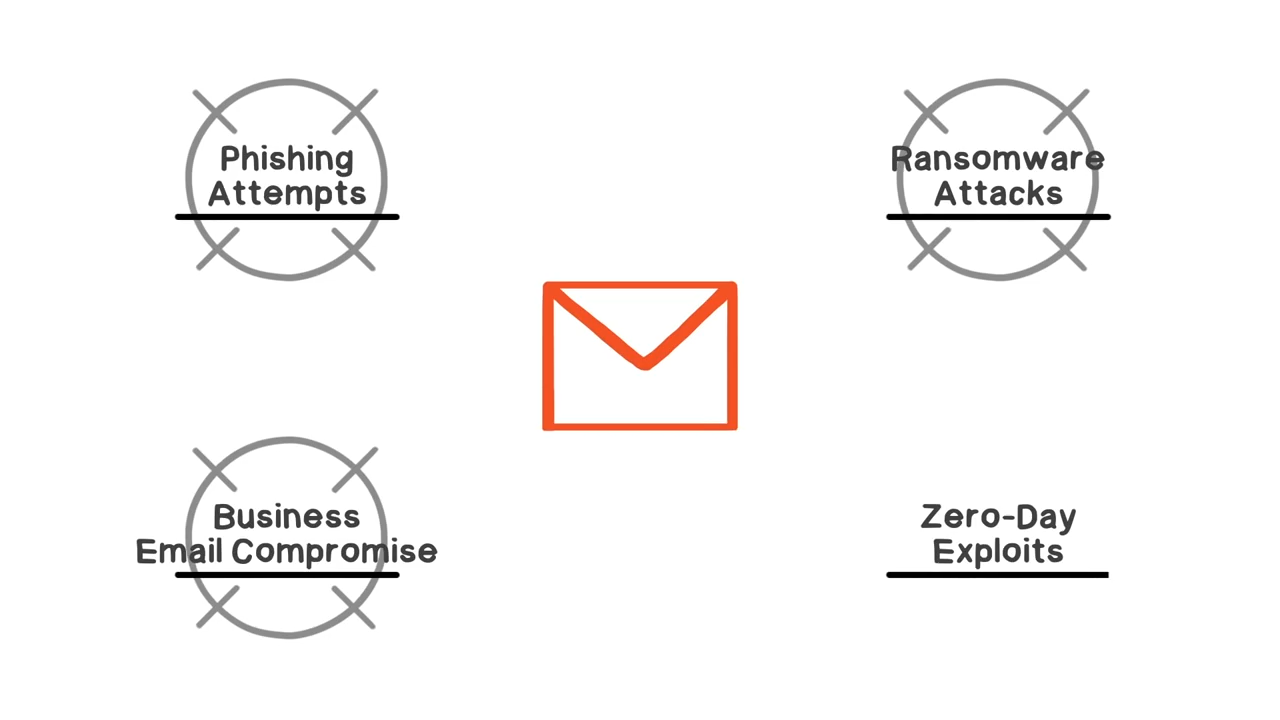 Phishing
Attempts
Ransomware
Attacks
Business
Email Compromise
Zero-Day
Exploits